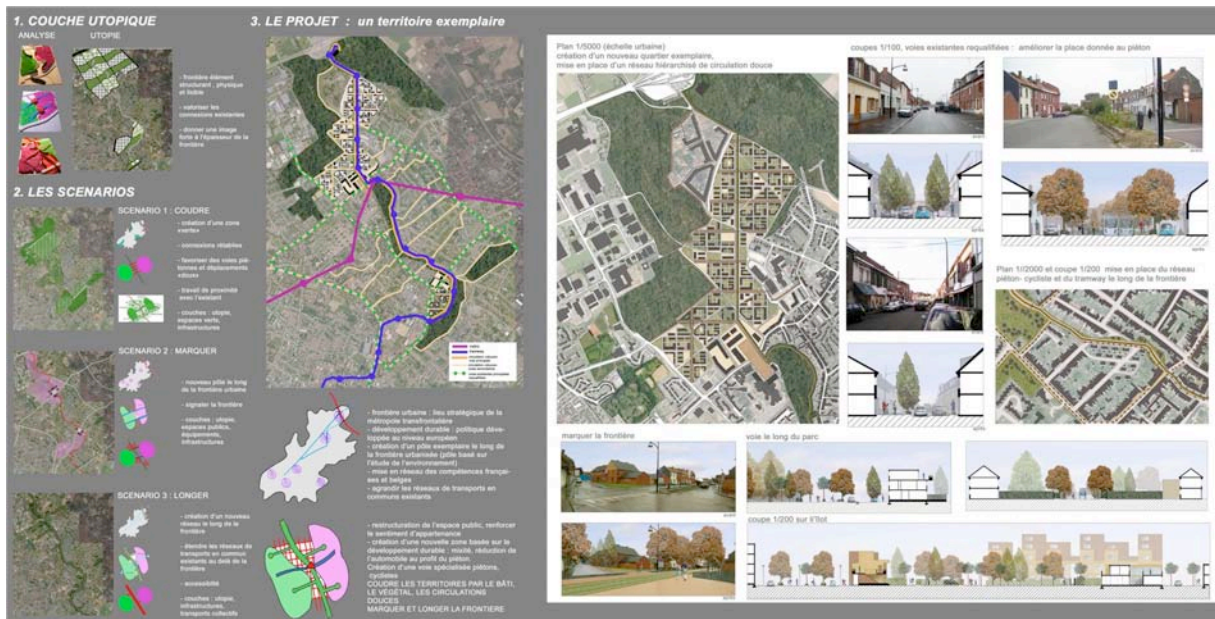 1. COUCHE UTOPIQUE
ANALYSE
UTOPIE
- frontière élément
structurant : physique
et lisible
- valoriser les
connexions existantes
- donner une image
forte à l'épaisseur de la
frontière
2. LES SCENARIOS
SCENARIO 1 : COUDRE
- création d'une zone
- connexions rétablies
- favoriser des voies pié-
tonnes et déplacements
- travail de proximité
avec l'existant
- couches : utopie,
espaces verts,
infrastructures
SCENARIO 2 : MARQUER
- nouveau pôle le long
de la frontière urbaine
- signaler la frontière
- couches : utopie,
espaces publics,
équipements,
infrastructures
SCENARIO 3 : LONGER
- création d'un nouveau
réseau le long de la
frontière
- étendre les réseaux de
transports en commun
existants au delà de la
frontière
- accessibilité
- couches : utopie,
infrastructures,
transports collectifs
3. LE PROJET : un territoire exemplaire
- frontière urbaine : lieu stratégique de la
métropole transfrontalière
- développement durable : politique déve-
loppée au niveau européen
- création d'un pôle exemplaire le long de
la frontière urbanisée (pôle basé sur
l'étude de l'environnement)
- mise en réseau des compétences françai-
ses et belges
- agrandir les réseaux de transports en
communs existants
- restructuration de l'espace public, renforcer
le sentiment d'appartenance
- création d'une nouvelle zone basée sur le
développement durable : mixité, réduction de
l'automobile au profit du piéton.
Création d'une voie spécialisée piétons,
cyclistes
COUDRE LES TERRITOIRES PAR LE BÂTI,
LE VÉGÉTAL, LES CIRCULATIONS
DOUCES
MARQUER ET LONGER LA FRONTIERE
Plan 1/5000 (échelle urbaine)
création d'un nouveau quartier exemplaire,
mise en place d'un réseau hiérarchisé de circulation douce
coupes 1/100, voies existantes requalifiées : améliorer la place donnée au piéton
Plan 1/2000 et coupe 1/200 mise en place du réseau
piéton- cycliste et du tramway le long de la frontière
marquer la frontière
voie le long du parc
coupe 1/200 sur l'îlot